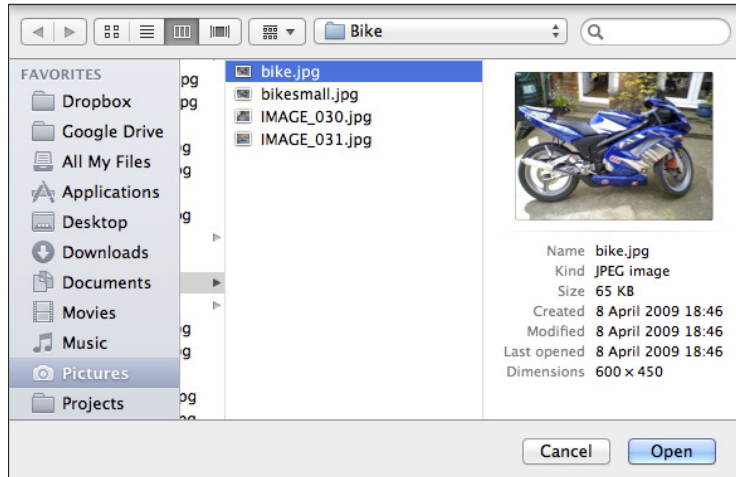 Bike
FAVORITES
Dropbox
Google Drive
All My Files
Applications
Desktop
Downloads
Documents
Movies
Music
Pictures
Projects
pg
pg
g
g
g
g
g
pg
bike.jpg
bikesmall.jpg
IMAGE_030.jpg
IMAGE_031.jpg
Name bike.jpg
Kind JPEG image
Size 65 KB
Created 8 April 2009 18:46
Modified 8 April 2009 18:46
Last opened 8 April 2009 18:46
Dimensions 600 × 450
Cancel Open